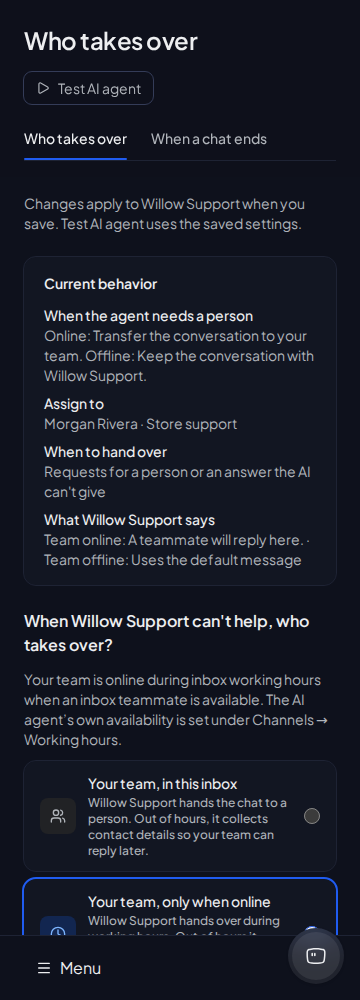 Who takes over
Test AI agent
Who takes over
When a chat ends
Changes apply to Willow Support when you
save. Test AI agent uses the saved settings.
Current behavior
When the agent needs a person
Online: Transfer the conversation to your
team. Offline: Keep the conversation with
Willow Support.
Assign to
Morgan Rivera · Store support
When to hand over
Requests for a person or an answer the AI
can't give
What Willow Support says
Team online: A teammate will reply here. ·
Team offline: Uses the default message
When Willow Support can't help, who
takes over?
Your team is online during inbox working hours
when an inbox teammate is available. The AI
agent's own availability is set under Channels →
Working hours.
Your team, in this inbox
Willow Support hands the chat to a
person. Out of hours, it collects
contact details so your team can
reply later.
Your team, only when online
Willow Support hands over during
working hours. Out of hours it
Menu